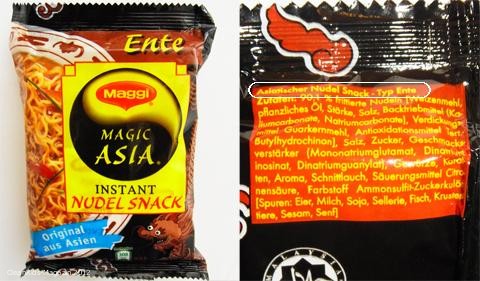 Ente
Maggi
MAGIC
ASIA
INSTANT
NUDEL SNACK
Original
aus Asien
Asiatischer Nudel Snack - Typ Ente
Zutaten: 90,1 % frittierte Nudeln [Weizenmehl,
pflanzliches Öl, Stärke, Salz, Backtriebmittel (Ka-
liumcarbonate, Natriumcarbonate), Verdickungs-
mittel Guarkernmehl, Antioxidationsmittel Tert.-
Butylhydrochinon], Salz, Zucker, Geschmacks-
verstärker (Mononatriumglutamat, Dinatrium-
inosinat, Dinatriumguanylat), Gewürze, Karot-
ten, Aroma, Schnittlauch, Säuerungsmittel Citro-
nensäure, Farbstoff Ammonsulfit-Zuckerkulör
[Spuren: Eier, Milch, Soja, Sellerie, Fisch, Krusten-
tiere, Sesam, Senf]